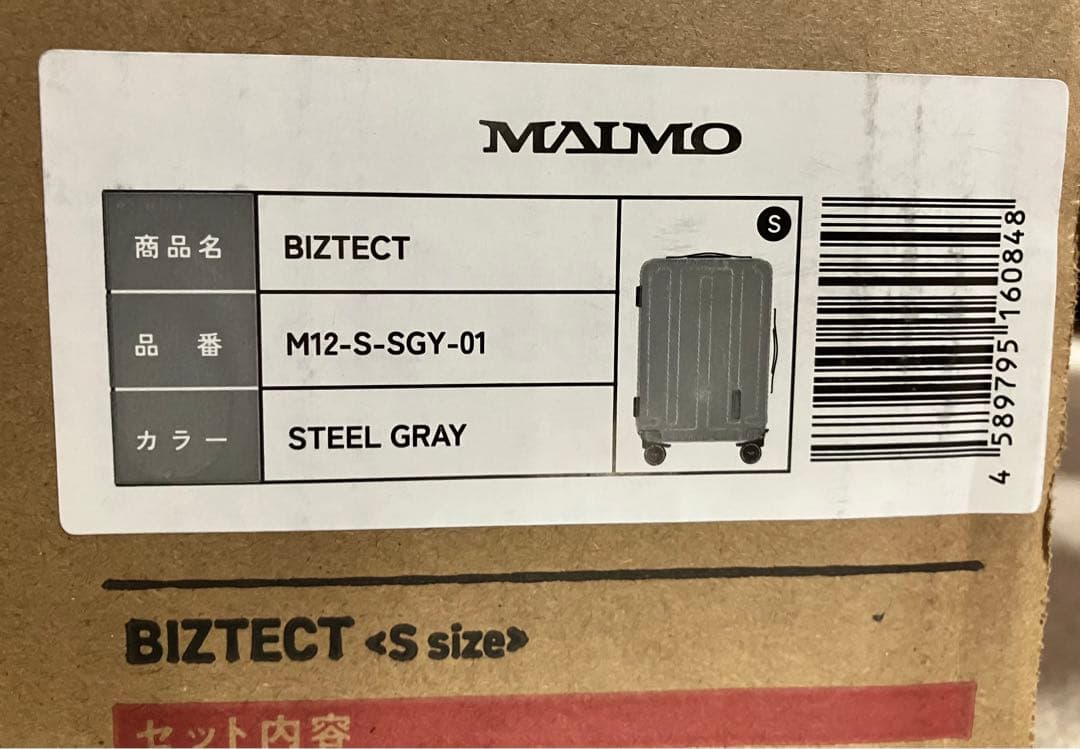 MAIMO
商品名 BIZTECT
S
品番 M12-S-SGY-01
カラー STEEL GRAY
4 589795 160848
BIZTECT <S size>
セット内容